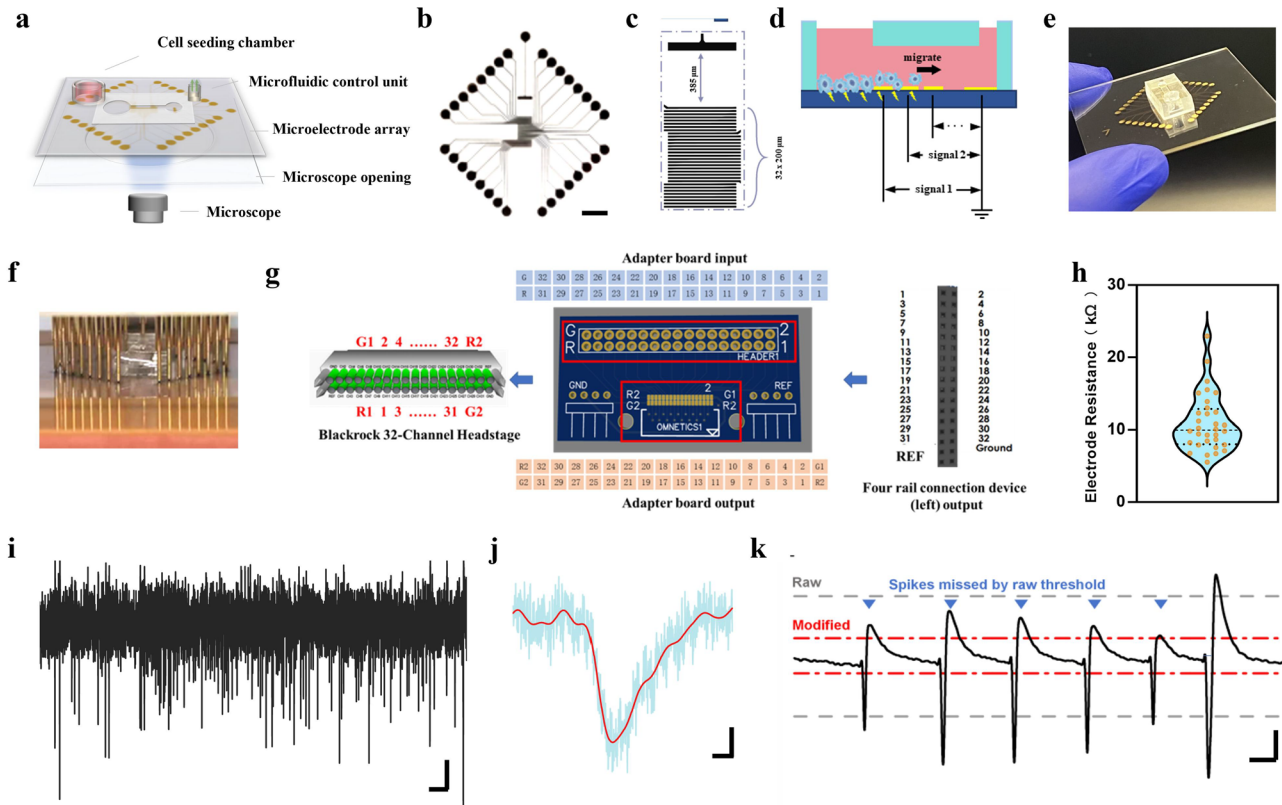 a
Cell seeding chamber
Microfluidic control unit
Microelectrode array
Microscope opening
Microscope
b
c
385 μm
32 x 200 μm
d
migrate
signal 2
signal 1
e
f
g
Adapter board input
G 32 30 28 26 24 22 20 18 16 14 12 10 8 6 4 2
R 31 29 27 25 23 21 19 17 15 13 11 9 7 5 3 1
G1 2 4 ...... 32 R2
R1 1 3 ...... 31 G2
Blackrock 32-Channel Headstage
G 2
R 1
HEADER1
GND
2
REF
R2 G1
G2 R2
OMNETICS1
R2 32 30 28 26 24 22 20 18 16 14 12 10 8 6 4 2 G1
G2 31 29 27 25 23 21 19 17 15 13 11 9 7 5 3 1 R2
Adapter board output
1 2
3 4
5 6
7 8
9 10
11 12
13 14
15 16
17 18
19 20
21 22
23 24
25 26
27 28
29 30
31 32
REF Ground
Four rail connection device
(left) output
h
Electrode Resistance (kΩ)
30
20
10
0
i
j
k
Raw
Spikes missed by raw threshold
Modified